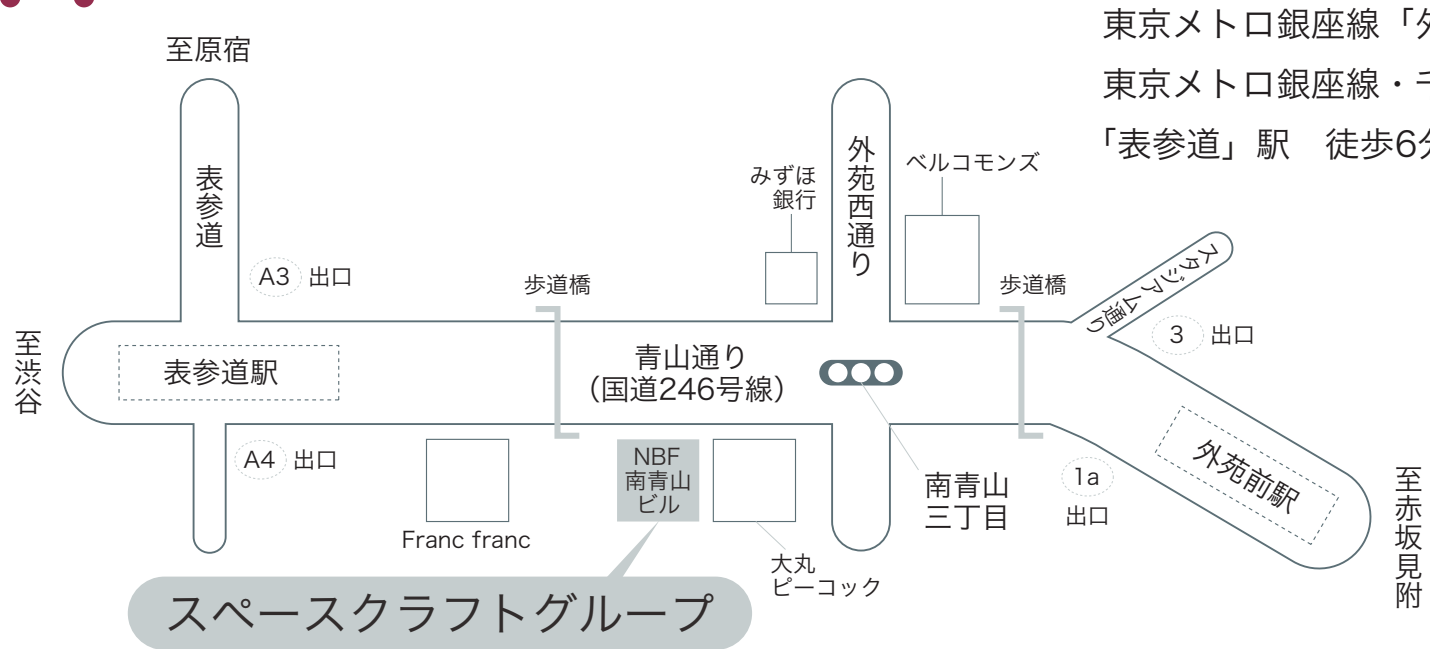 東京メトロ銀座線「外
東京メトロ銀座線・千
「表参道」駅　徒歩6分
至原宿
表参道
A3 出口
至渋谷
表参道駅
A4 出口
歩道橋
青山通り
（国道246号線）
みずほ
銀行
外苑西通り
ベルコモンズ
歩道橋
スタジアム通り
3 出口
外苑前駅
1a
出口
至赤坂見附
南青山
三丁目
Franc franc
NBF
南青山
ビル
大丸
ピーコック
スペースクラフトグループ